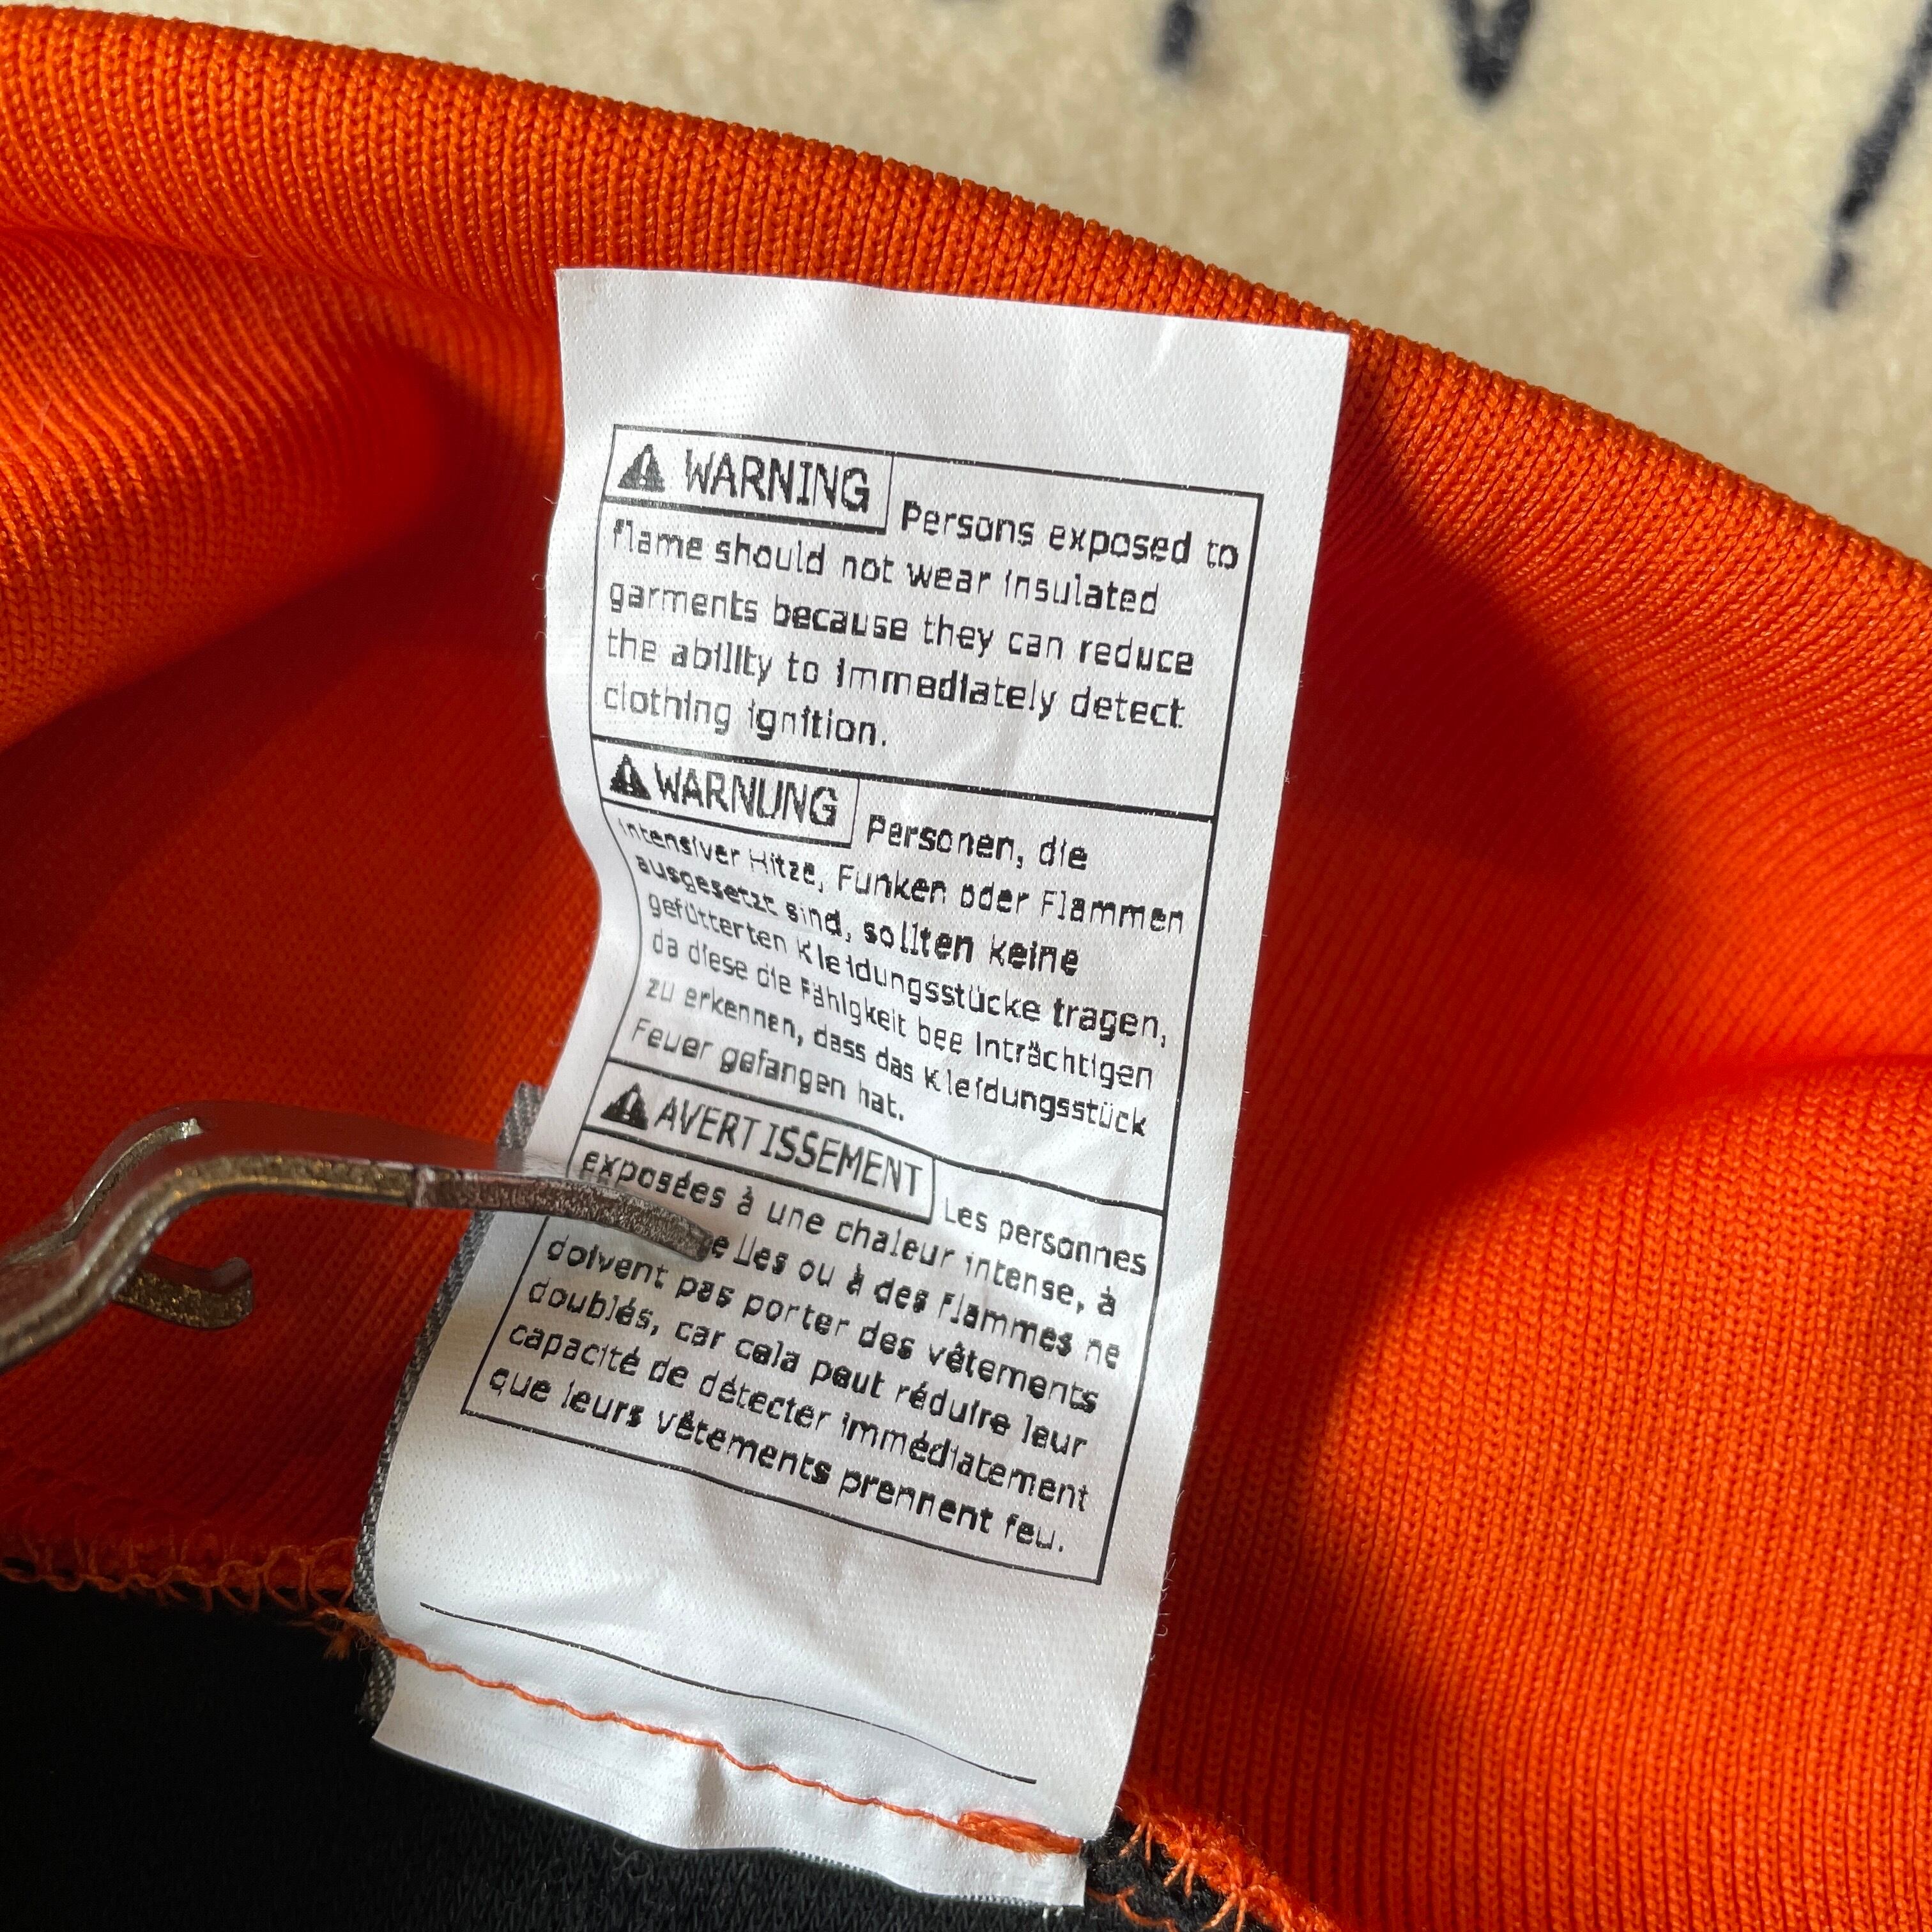 WARNING Persons exposed to
flame should not wear insulated
garments because they can reduce
the ability to immediately detect
clothing ignition.
WARNUNG Personen, die
intensiver Hitze, Funken oder Flammen
ausgesetzt sind, sollten keine
gefütterten Kleidungsstücke tragen,
da diese die Fähigkeit bee inträchtigen
zu erkennen, dass das Kleidungsstück
Feuer gefangen hat.
AVERTISSEMENT Les personnes
exposées à une chaleur intense, à
ou à des flammes ne
doivent pas porter des vêtements
doublés, car cela peut réduire leur
capacité de détecter immédiatement
que leurs vêtements prennent feu.